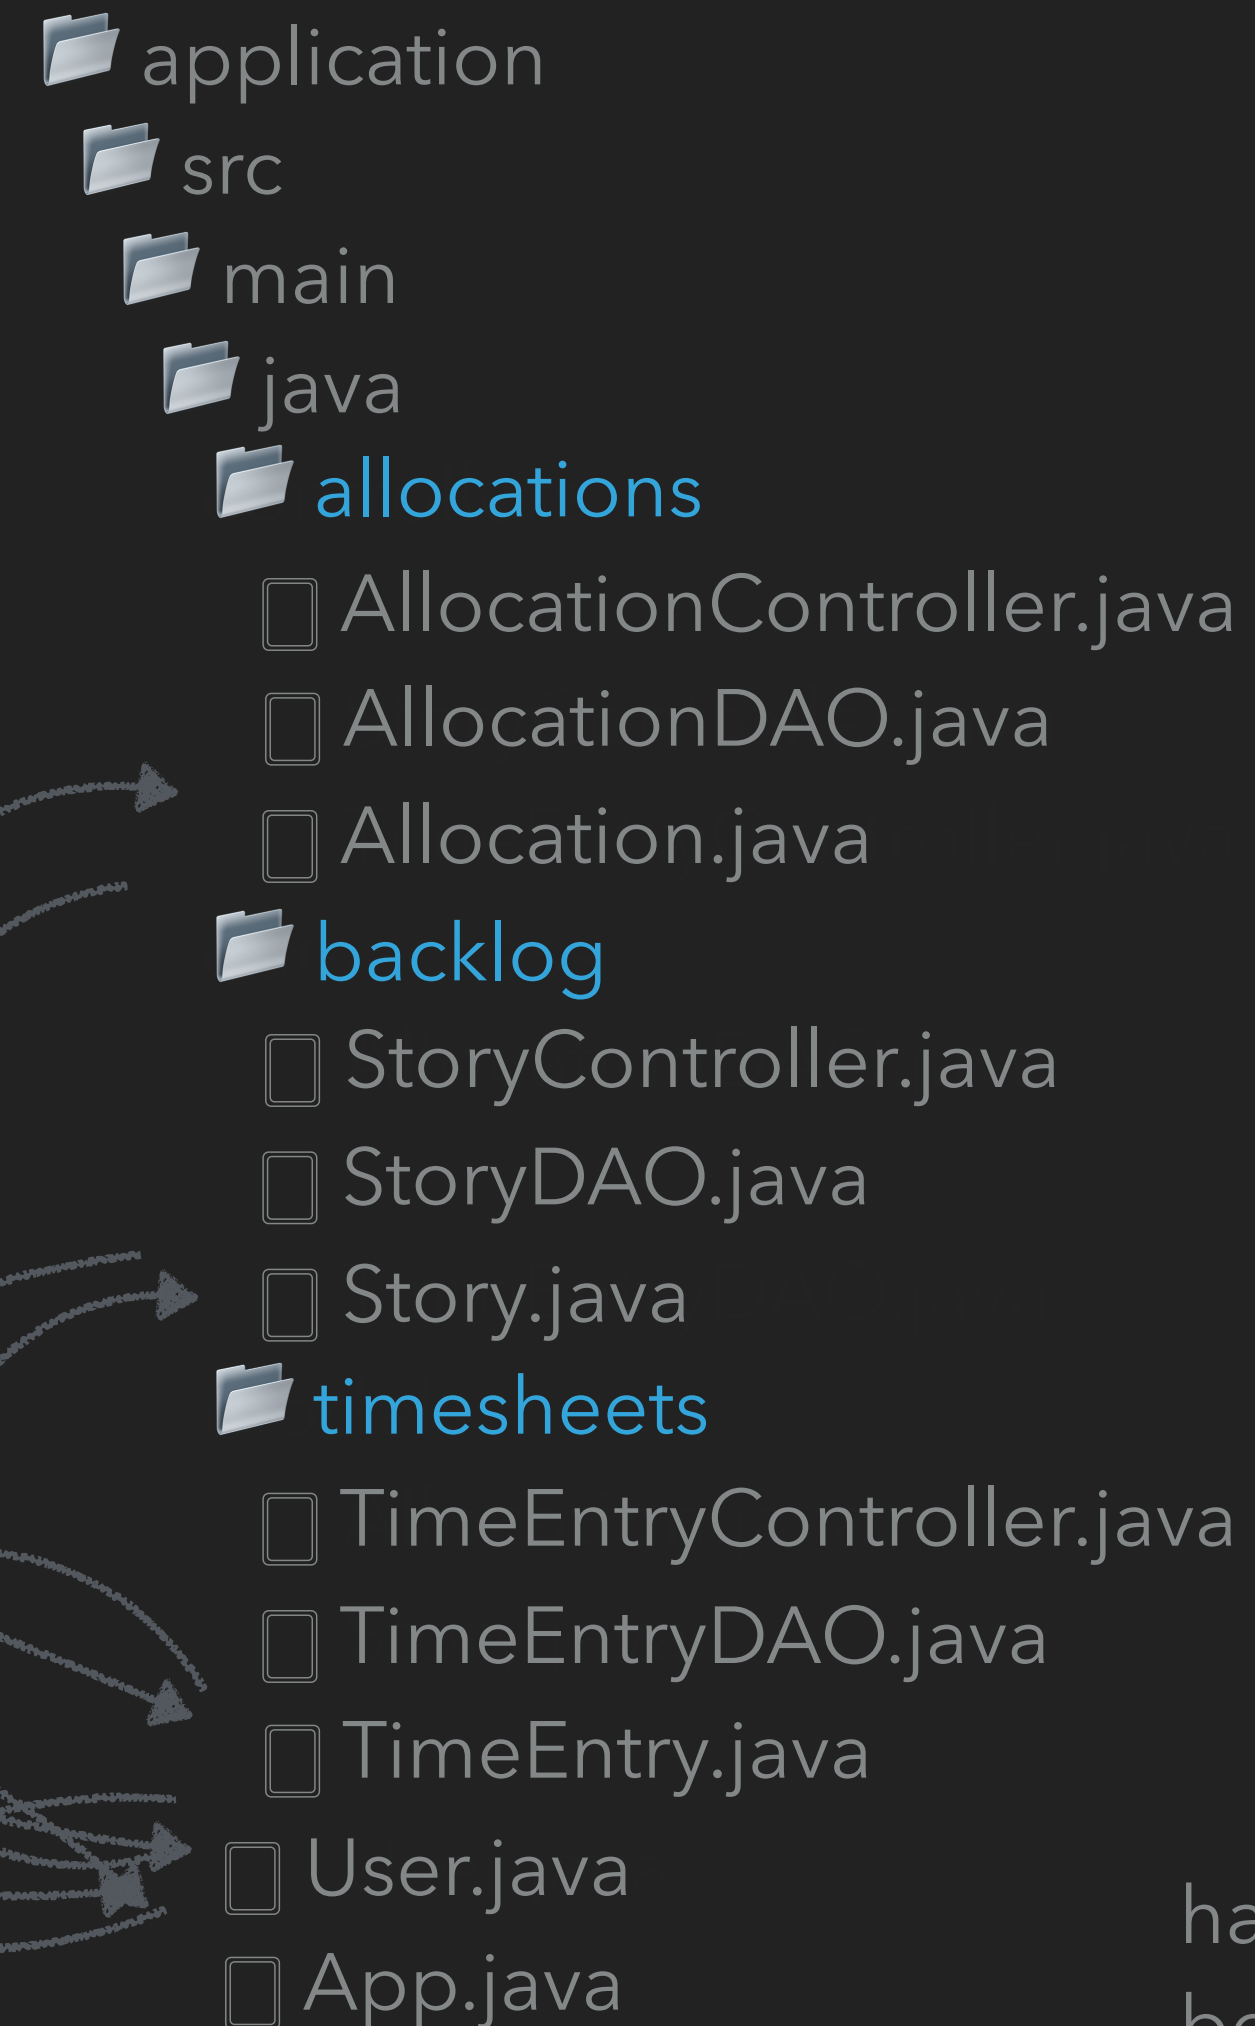 application
src
main
java
allocations
AllocationController.java
AllocationDAO.java
Allocation.java
backlog
StoryController.java
StoryDAO.java
Story.java
timesheets
TimeEntryController.java
TimeEntryDAO.java
TimeEntry.java
User.java
App.java